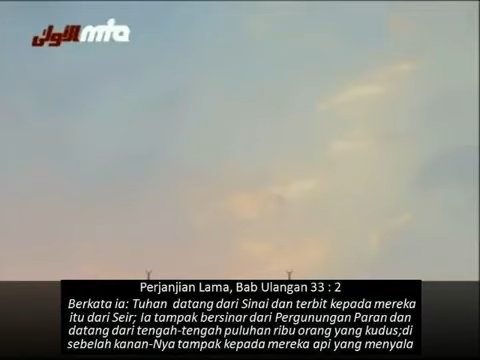 mta الأولى
Perjanjian Lama, Bab Ulangan 33 : 2
Berkata ia: Tuhan datang dari Sinai dan terbit kepada mereka
itu dari Seir; Ia tampak bersinar dari Pergunungan Paran dan
datang dari tengah-tengah puluhan ribu orang yang kudus;di
sebelah kanan-Nya tampak kepada mereka api yang menyala